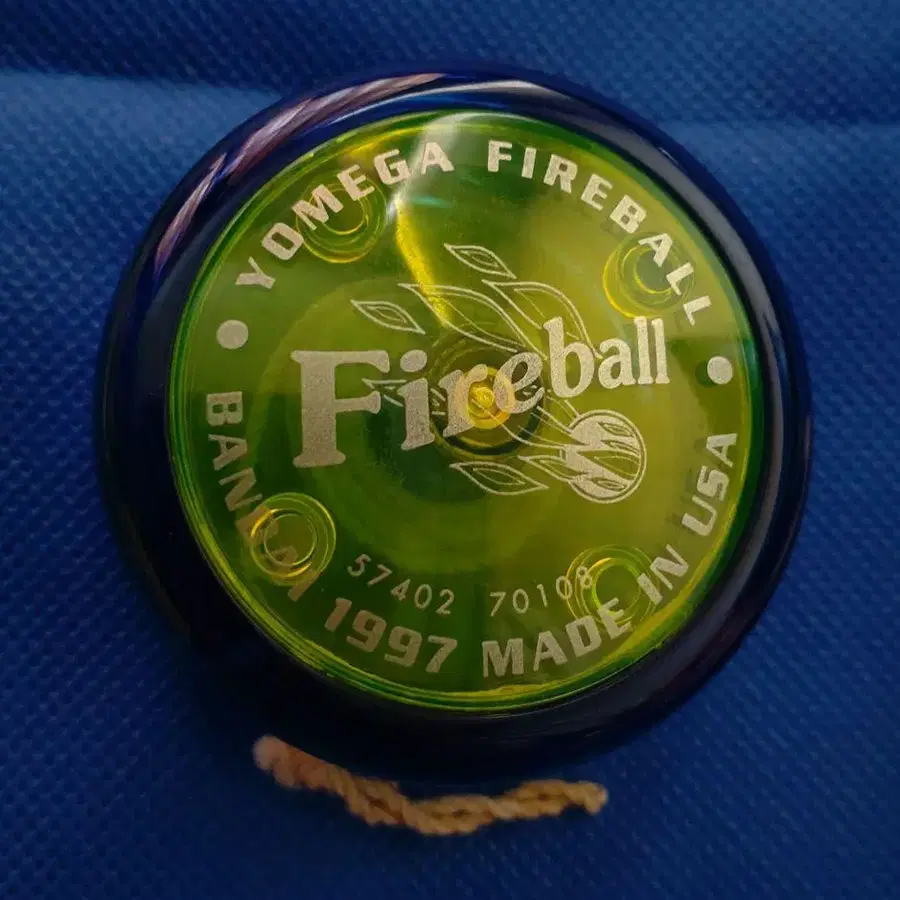 YOMEGA FIREBALL
Fireball
57402 70108
BANDAI 1997 MADE IN USA